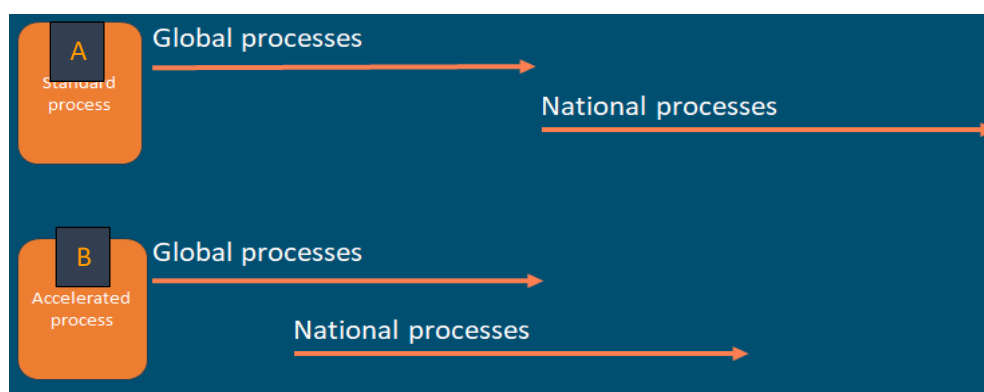 A
Standard
process
Global processes
National processes
B
Accelerated
process
Global processes
National processes